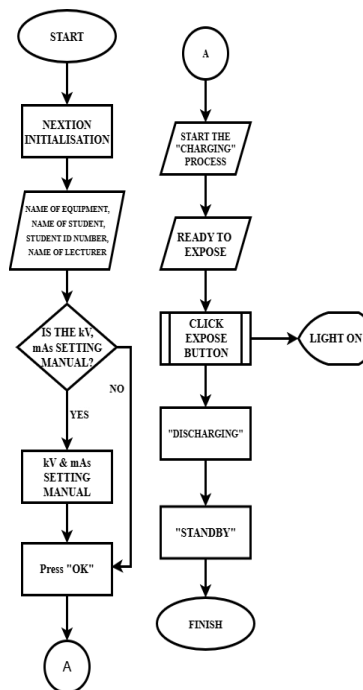 START
NEXTION
INITIALISATION
NAME OF EQUIPMENT,
NAME OF STUDENT,
STUDENT ID NUMBER,
NAME OF LECTURER
IS THE kV,
mAs SETTING
MANUAL?
NO
YES
kV & mAs
SETTING
MANUAL
Press "OK"
A
A
START THE
"CHARGING"
PROCESS
READY TO
EXPOSE
CLICK
EXPOSE
BUTTON
LIGHT ON
"DISCHARGING"
"STANDBY"
FINISH